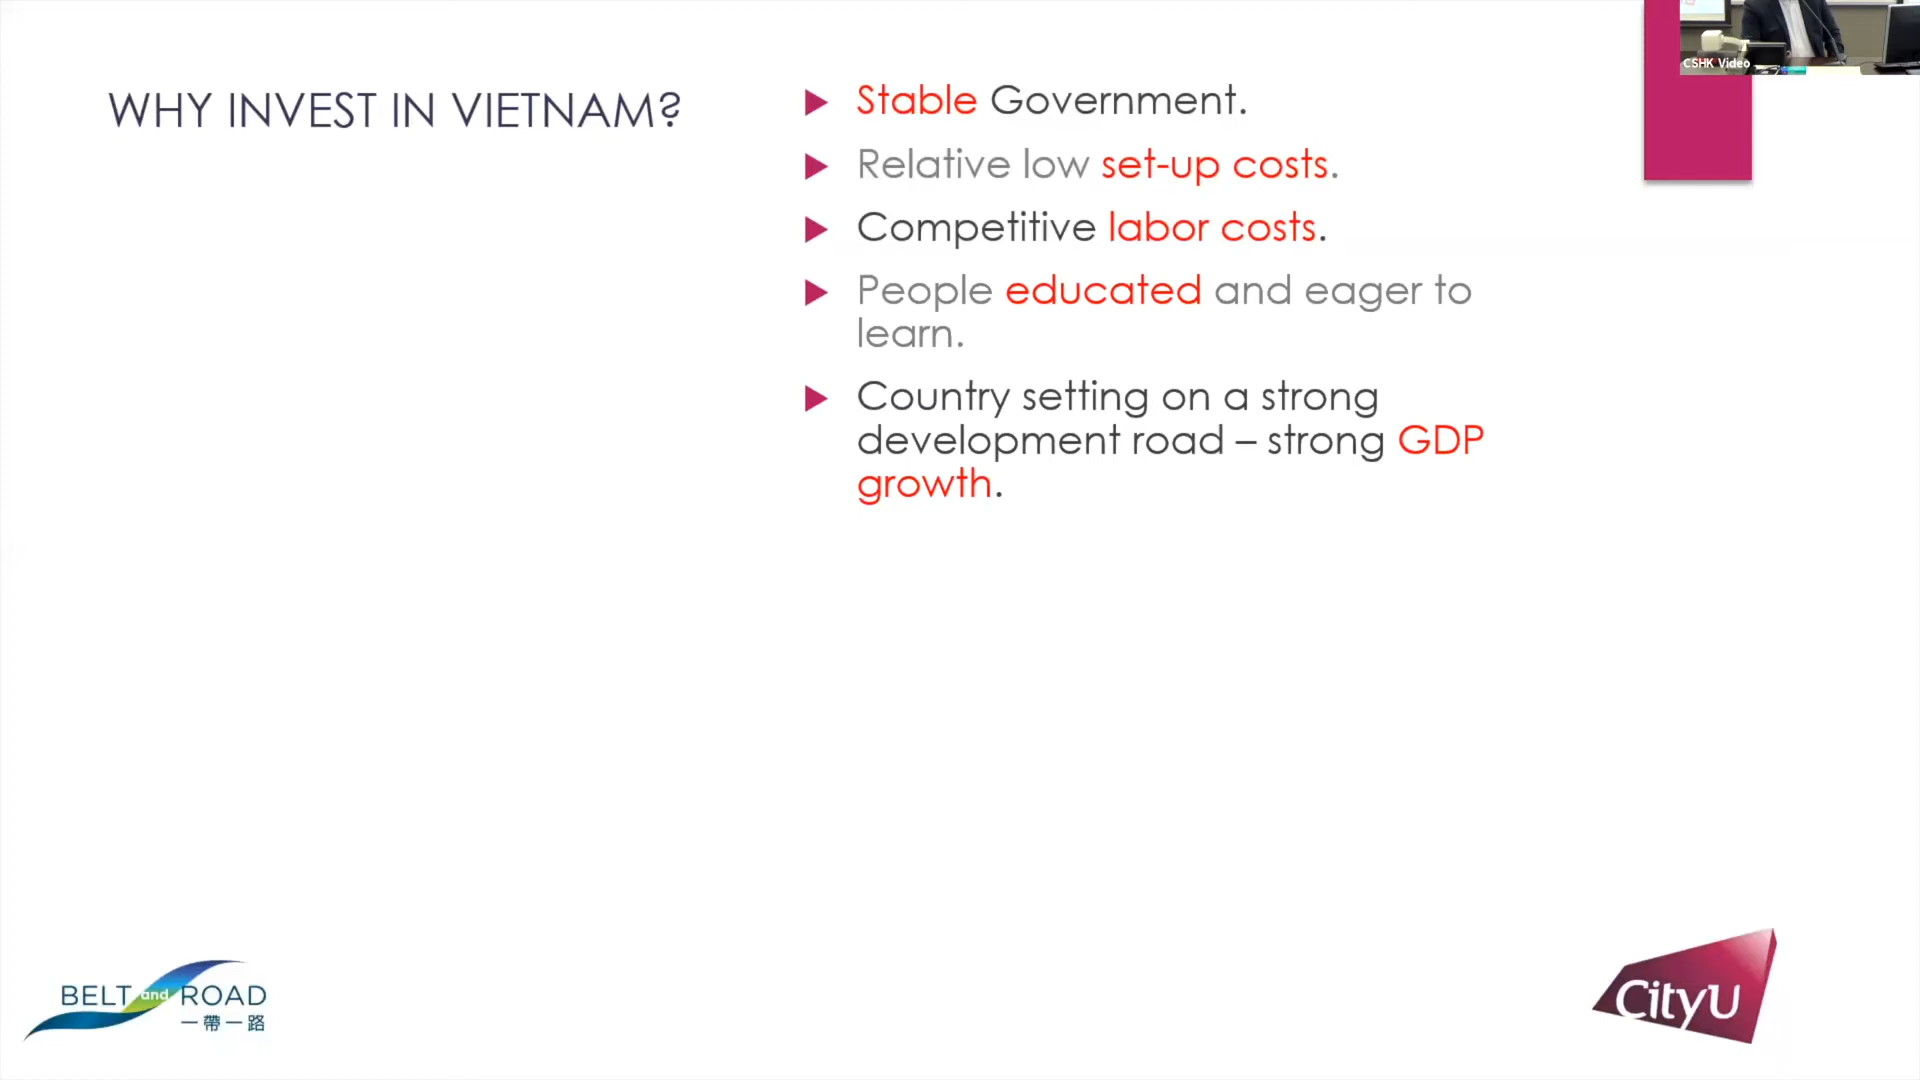 WHY INVEST IN VIETNAM?
Stable Government.
Relative low set-up costs.
Competitive labor costs.
People educated and eager to
learn.
Country setting on a strong
development road – strong GDP
growth.
CSHK Video
BELT and ROAD
一帶一路
CityU